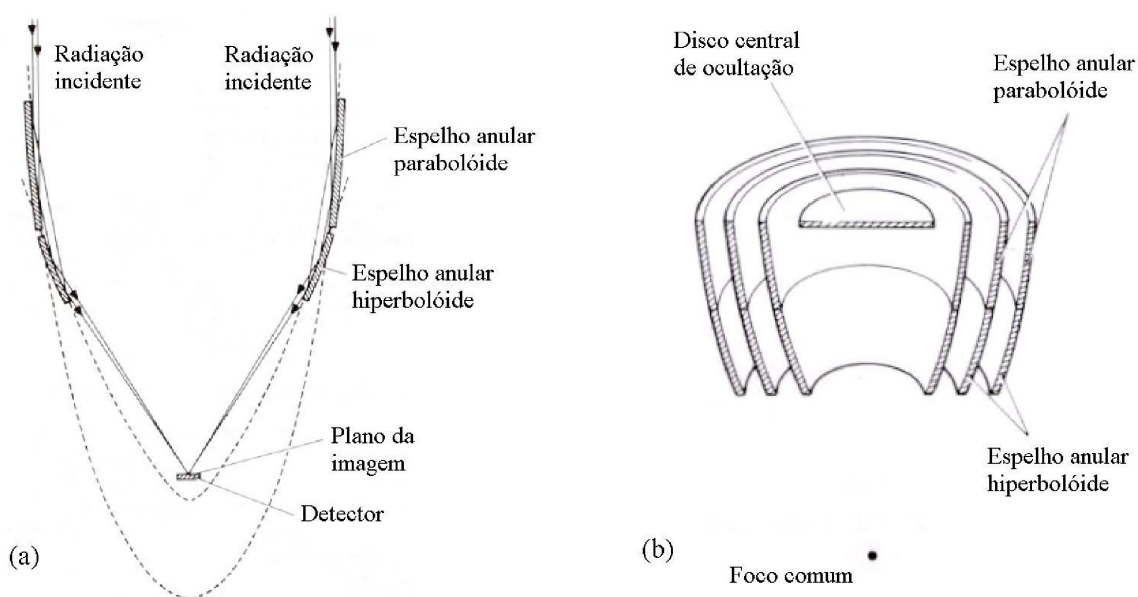 Radiação
incidente
Radiação
incidente
Espelho anular
parabolóide
Espelho anular
hiperbolóide
Plano da
imagem
Detector
(a)
Disco central
de ocultação
Espelho anular
parabolóide
Espelho anular
hiperbolóide
Foco comum
(b)